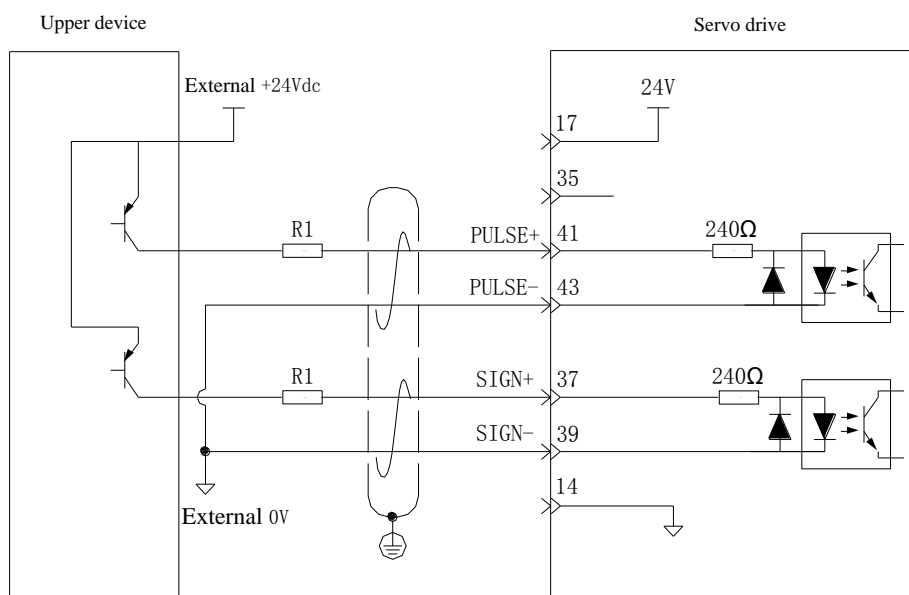 Upper device
Servo drive
External +24Vdc
24V
17
35
R1
PULSE+
41
240Ω
PULSE-
43
R1
SIGN+
37
240Ω
SIGN-
39
14
External 0V